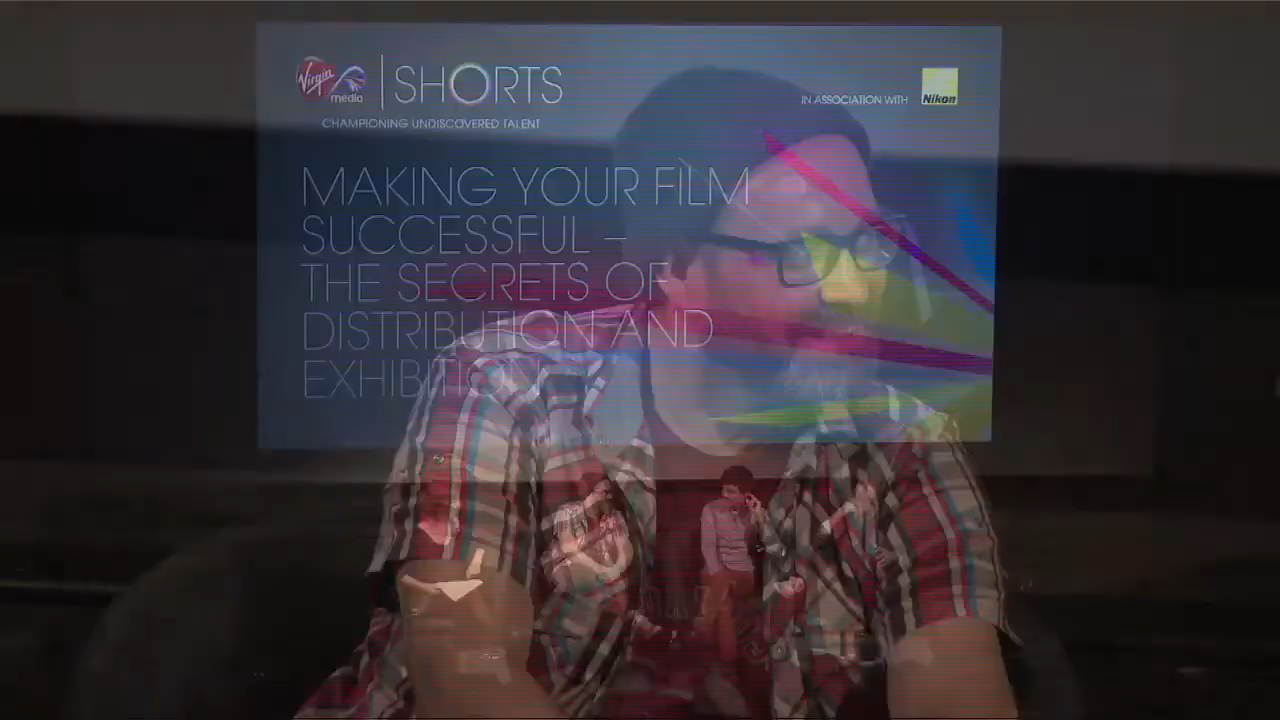 Virgin
media
SHORTS
IN ASSOCIATION WITH
Nikon
CHAMPIONING UNDISCOVERED TALENT
MAKING YOUR FILM
SUCCESSFUL –
THE SECRETS OF
DISTRIBUTION AND
EXHIBITION